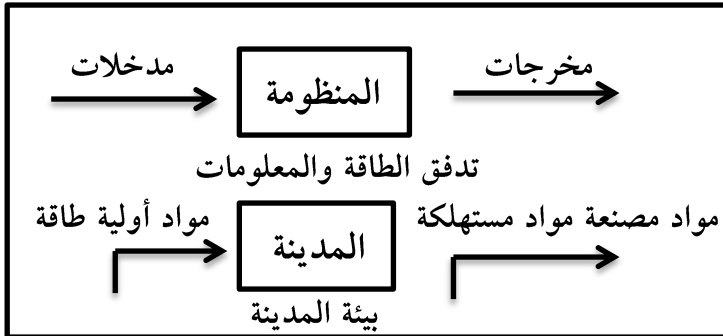 مدخلات
المنظومة
مخرجات
تدفق الطاقة والمعلومات
مواد أولية طاقة
المدينة
مواد مصنعة مواد مستهلكة
بيئة المدينة